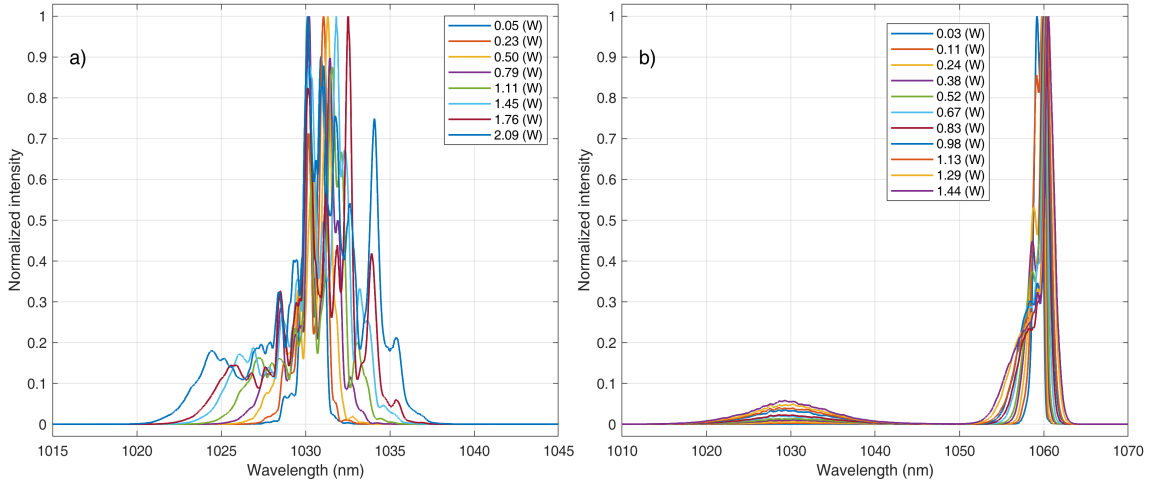 a)
Normalized intensity
1
0.9
0.8
0.7
0.6
0.5
0.4
0.3
0.2
0.1
0
1015 1020 1025 1030 1035 1040 1045
Wavelength (nm)
0.05 (W)
0.23 (W)
0.50 (W)
0.79 (W)
1.11 (W)
1.45 (W)
1.76 (W)
2.09 (W)
b)
Normalized intensity
1
0.9
0.8
0.7
0.6
0.5
0.4
0.3
0.2
0.1
0
1010 1020 1030 1040 1050 1060 1070
Wavelength (nm)
0.03 (W)
0.11 (W)
0.24 (W)
0.38 (W)
0.52 (W)
0.67 (W)
0.83 (W)
0.98 (W)
1.13 (W)
1.29 (W)
1.44 (W)